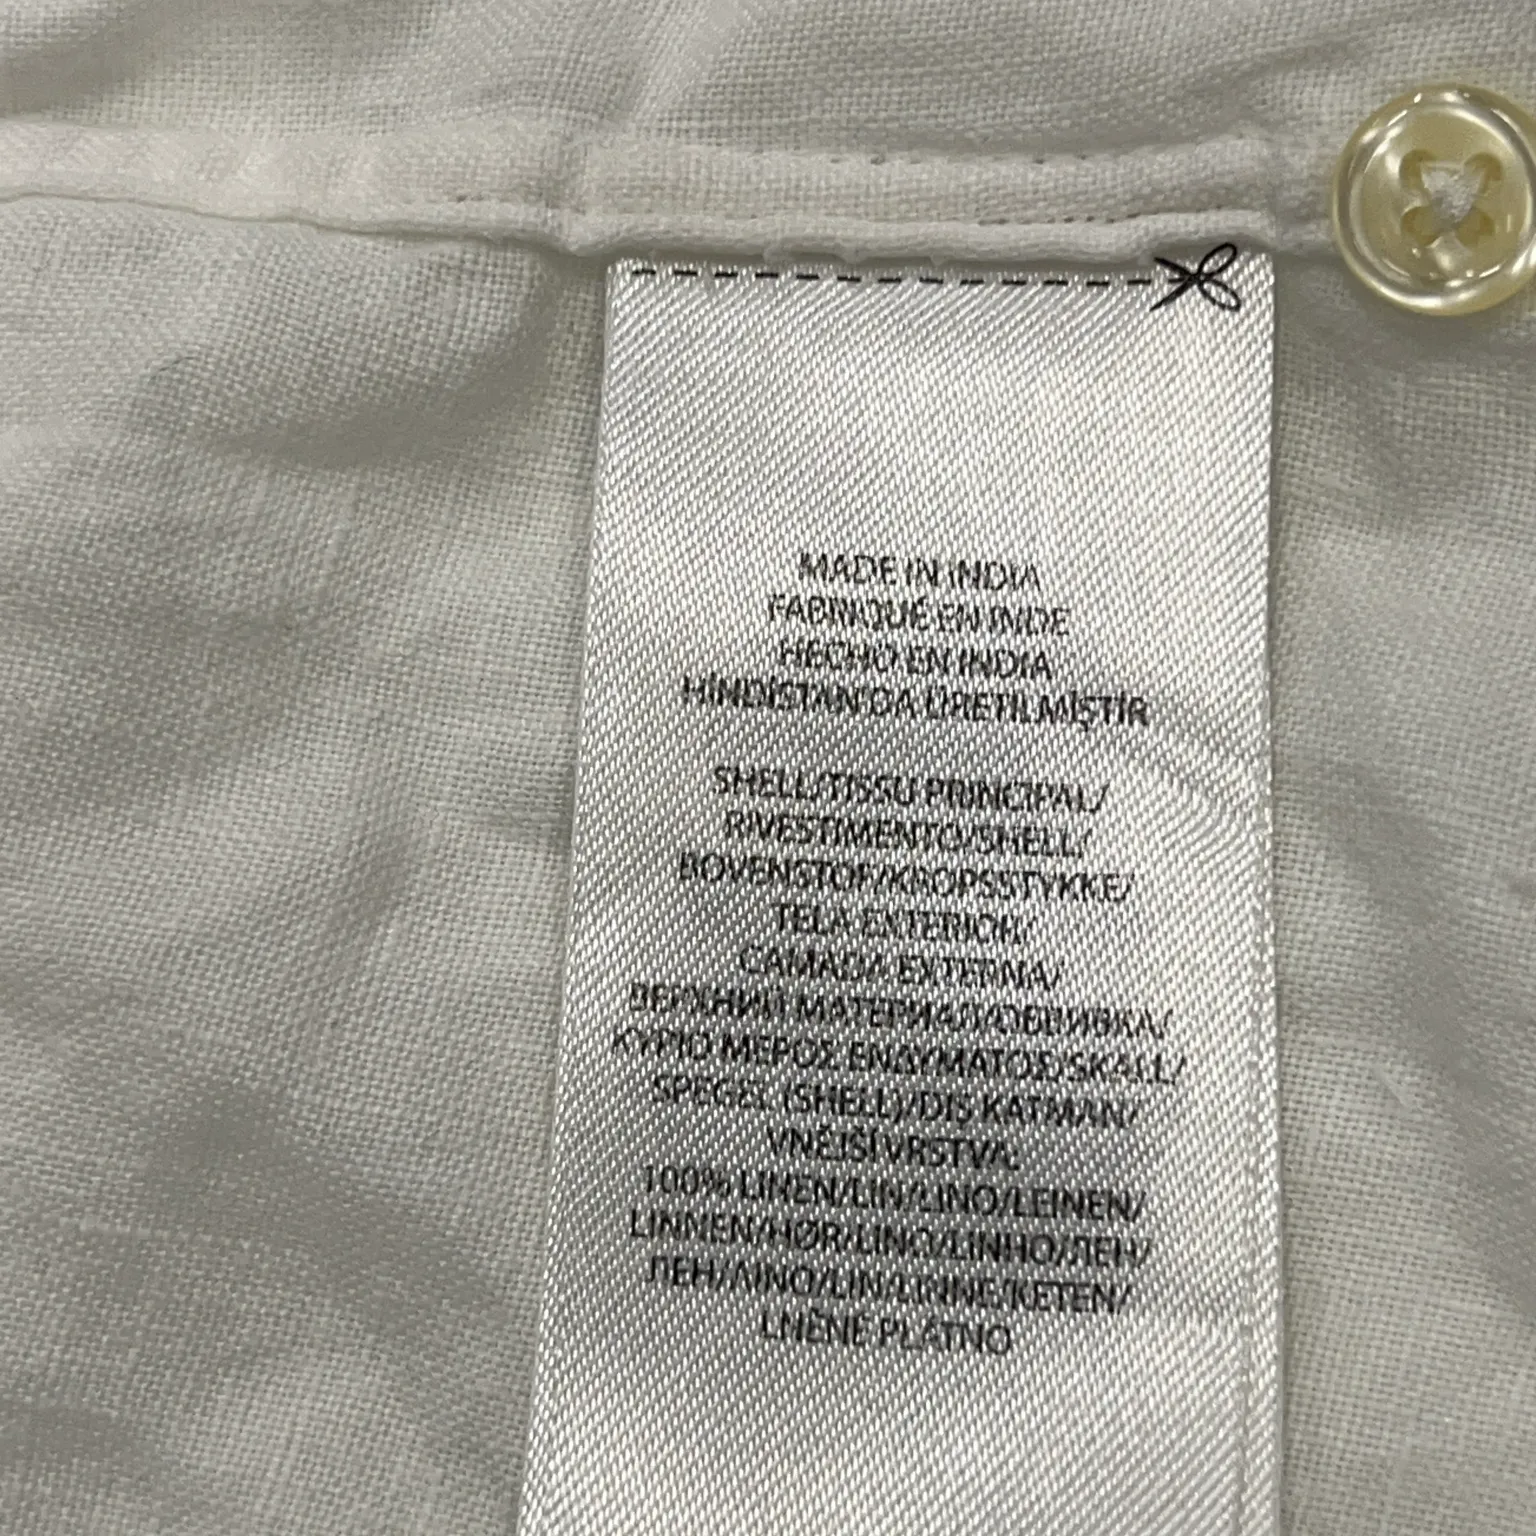 MADE IN INDIA
FABRIQUÉ EN INDE
HECHO EN INDIA
HİNDİSTAN'DA ÜRETİLMİŞTİR
SHELL/TISSU PRINCIPAL/
RIVESTIMENTO/SHELL/
BOVENSTOF/KROPSSTYKKE/
TELA EXTERIOR/
CAMADA EXTERNA/
ВЕРХНИЙ МАТЕРИАЛ/ОБВИВКА/
ΚΥΡΙΟ ΜΕΡΟΣ ΕΝΔΥΜΑΤΟΣ/SKALL/
SPEGEL (SHELL)/DIŞ KATMAN/
VNĚJŠÍ VRSTVA:
100% LINEN/LIN/LINO/LEINEN/
LINNEN/HØR/LINO/LINHO/ЛЕН/
ЛЕН/ΛΙΝΟ/LIN/LINNE/KETEN/
LNĚNÉ PLÁTNO